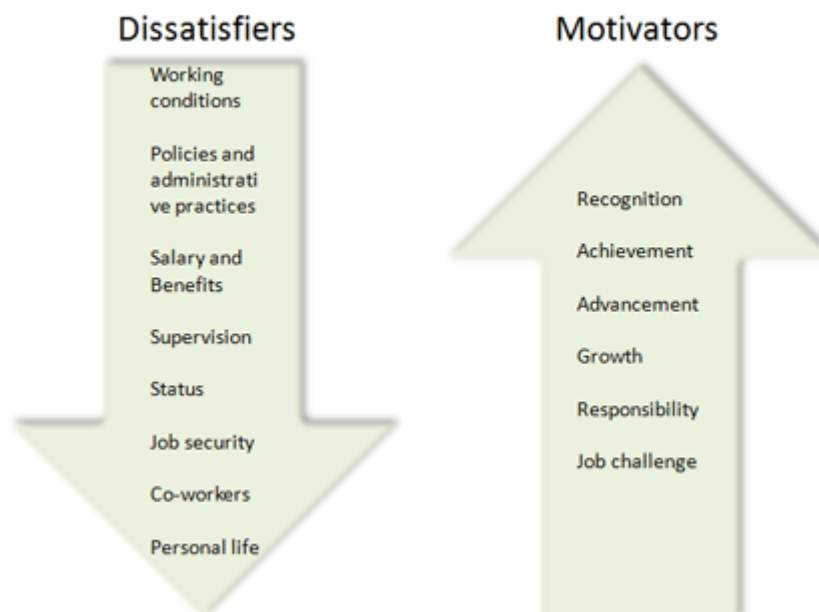 Dissatisfiers
Working
conditions
Policies and
administrati
ve practices
Salary and
Benefits
Supervision
Status
Job security
Co-workers
Personal life
Motivators
Recognition
Achievement
Advancement
Growth
Responsibility
Job challenge